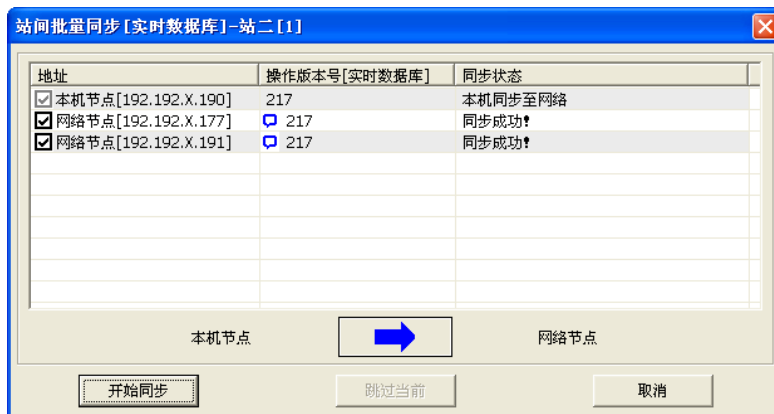 站间批量同步[实时数据库]-站二[1]
地址 操作版本号[实时数据库] 同步状态
本机节点[192.192.X.190] 217 本机同步至网络
网络节点[192.192.X.177] 217 同步成功!
网络节点[192.192.X.191] 217 同步成功!
本机节点 网络节点
开始同步 跳过当前 取消